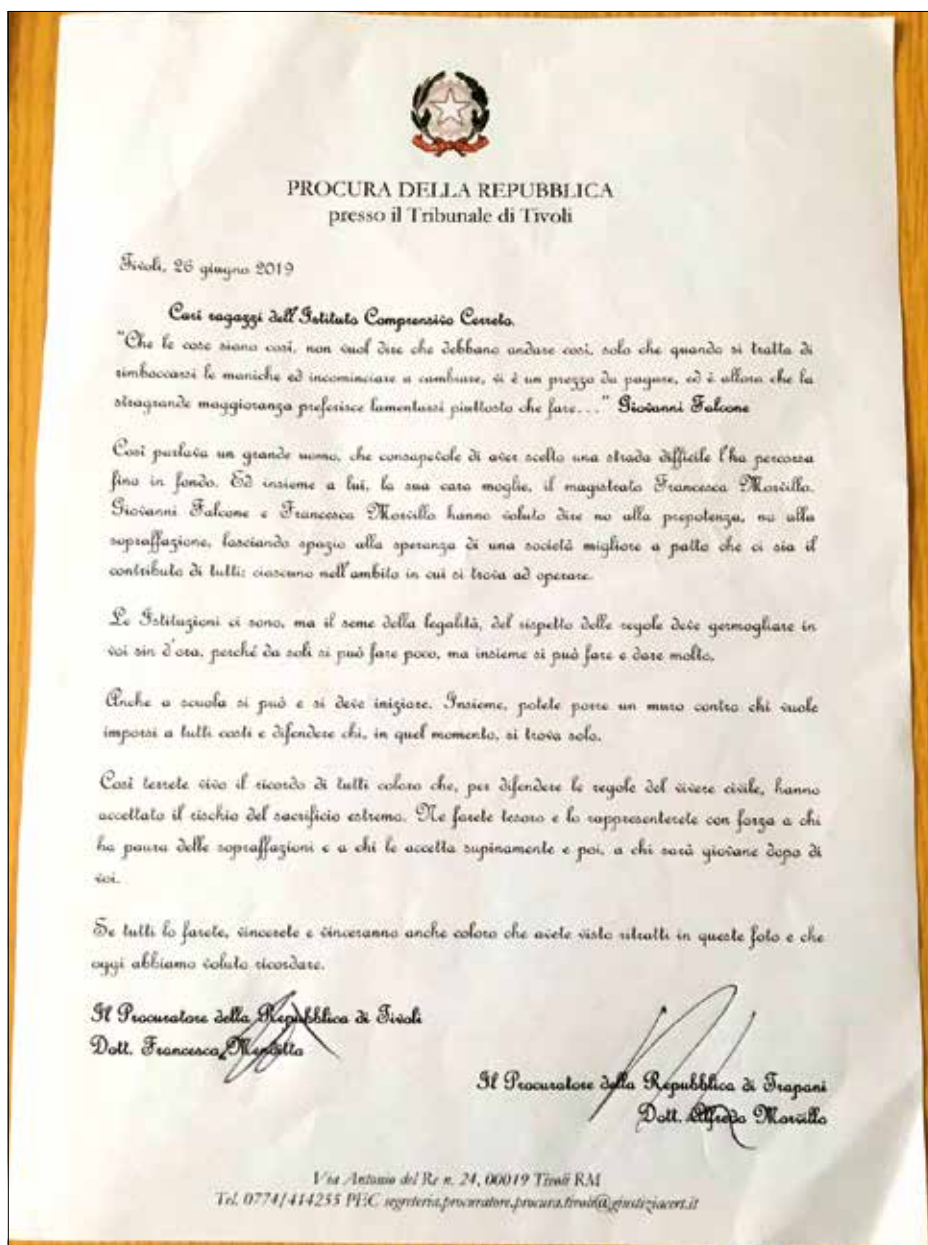 PROCURA DELLA REPUBBLICA
presso il Tribunale di Tivoli
Tivoli, 26 giugno 2019
Cari ragazzi dell'Istituto Comprensivo Cerreto,
"Che le cose siano così, non vuol dire che debbano andare così, solo che quando si tratta di
rimboccarsi le maniche ed incominciare a cambiare, vi è un prezzo da pagare, ed è allora che la
stragrande maggioranza preferisce lamentarsi piuttosto che fare…" Giovanni Falcone
Così parlava un grande uomo, che consapevole di aver scelto una strada difficile l'ha percorsa
fino in fondo. Ed insieme a lui, la sua cara moglie, il magistrato Francesca Morvillo.
Giovanni Falcone e Francesca Morvillo hanno voluto dire no alla prepotenza, no alla
sopraffazione, lasciando spazio alla speranza di una società migliore a patto che ci sia il
contributo di tutti: ciascuno nell'ambito in cui si trova ad operare.
Le Istituzioni ci sono, ma il seme della legalità, del rispetto delle regole deve germogliare in
voi sin d'ora, perché da soli si può fare poco, ma insieme si può fare e dare molto.
Anche a scuola si può e si deve iniziare. Insieme, potete porre un muro contro chi vuole
imporsi a tutti costi e difendere chi, in quel momento, si trova solo.
Così terrete vivo il ricordo di tutti coloro che, per difendere le regole del vivere civile, hanno
accettato il rischio del sacrificio estremo. Ne farete tesoro e lo rappresenterete con forza a chi
ha paura delle sopraffazioni e a chi le accetta supinamente e poi, a chi sarà giovane dopo di
voi.
Se tutti lo farete, vincerete e vinceranno anche coloro che avete visto ritratti in queste foto e che
oggi abbiamo voluto ricordare.
Il Procuratore della Repubblica di Tivoli
Dott. Francesco Menditto
Il Procuratore della Repubblica di Trapani
Dott. Alfredo Morvillo
Via Antonio del Re n. 24, 00019 Tivoli RM
Tel. 0774/414255 PEC segreteria.procuratore.procura.tivoli@giustiziacert.it